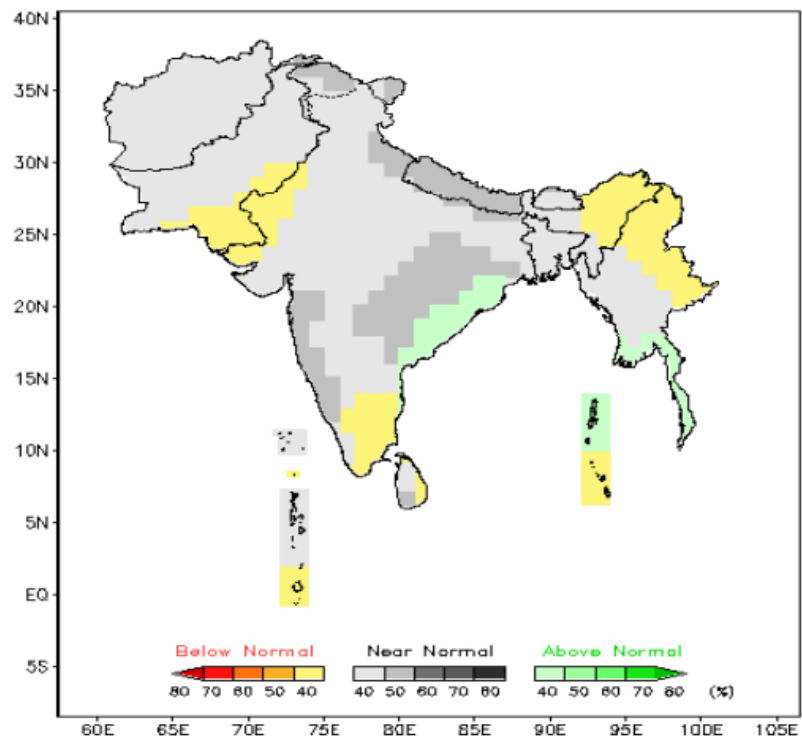 40N
35N
30N
25N
20N
15N
10N
5N
EQ
5S
Below Normal Near Normal Above Normal
80 70 60 50 40 40 50 60 70 80 40 50 60 70 80 (%)
60E 65E 70E 75E 80E 85E 90E 95E 100E 105E